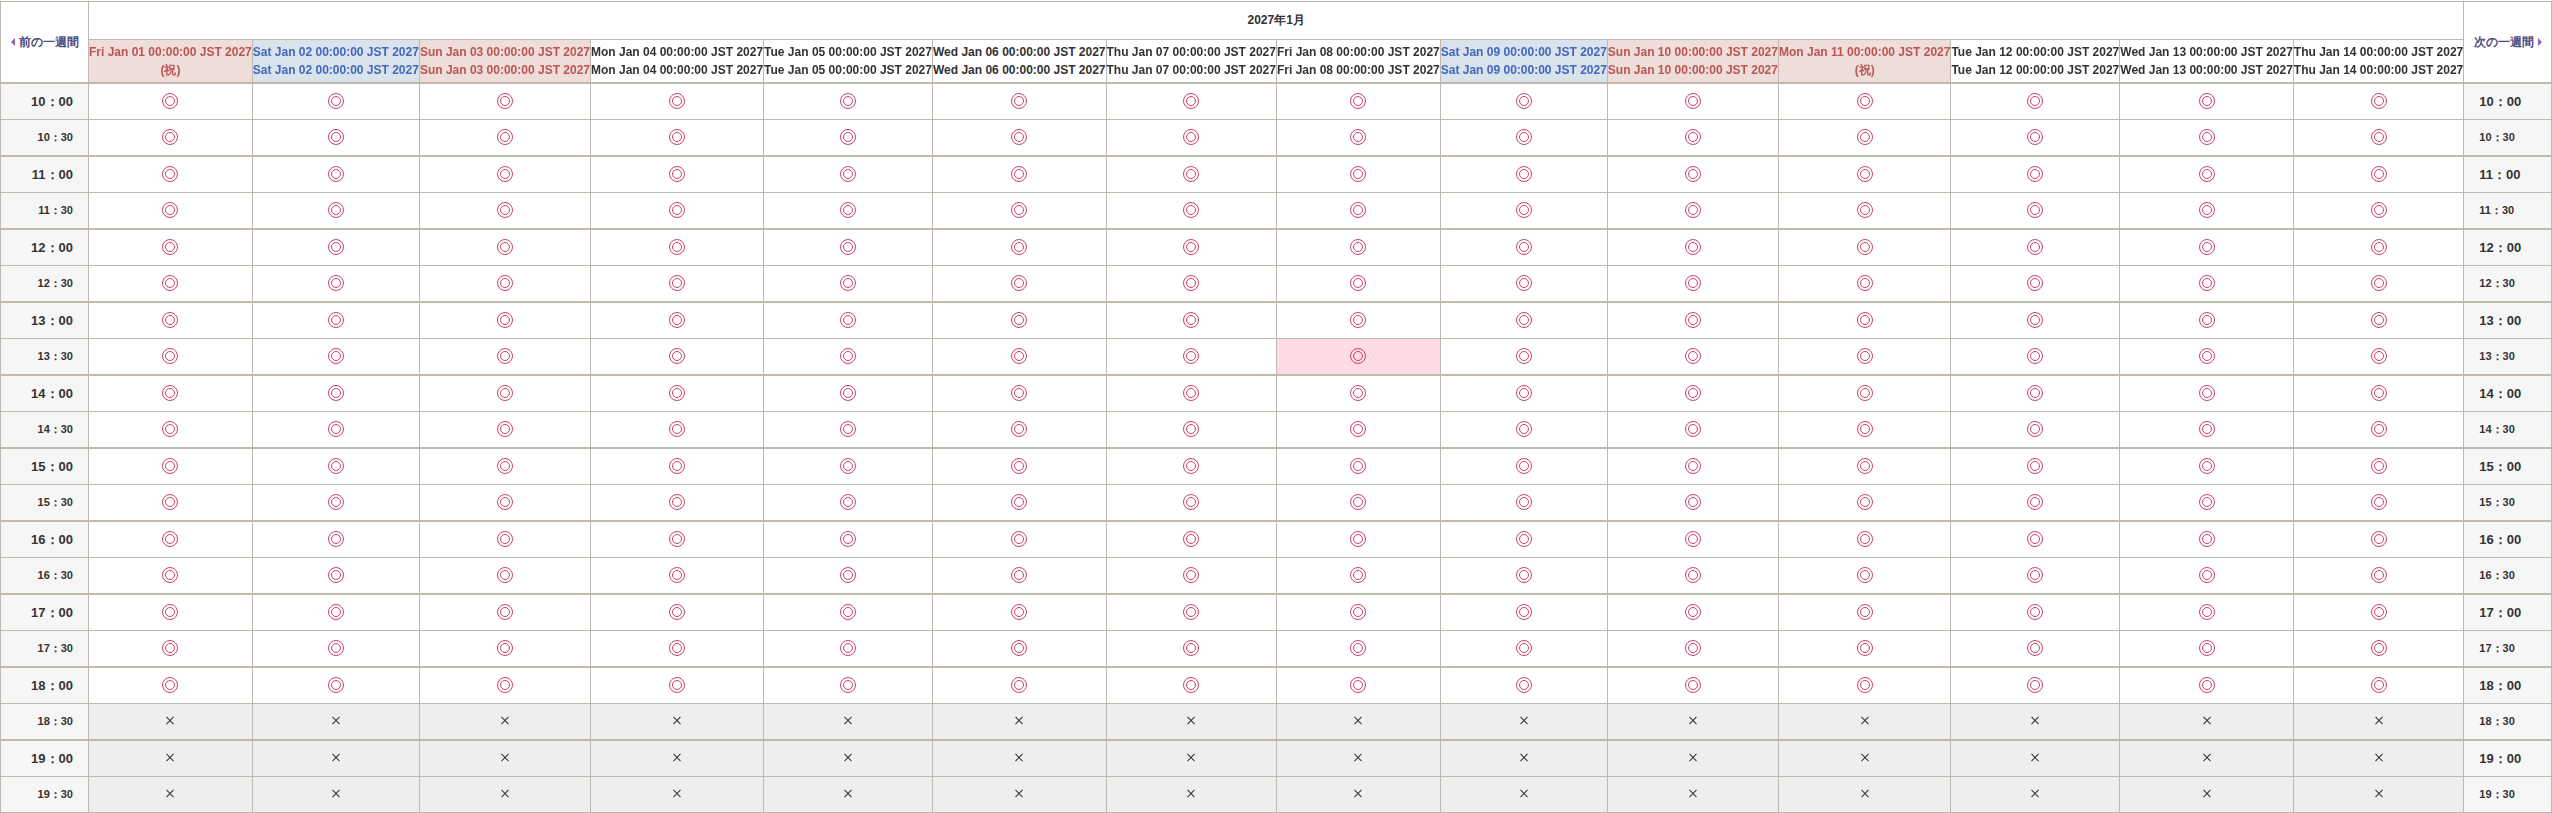 2027年1月
前の一週間
次の一週間
Fri Jan 01 00:00:00 JST 2027 Sat Jan 02 00:00:00 JST 2027 Sun Jan 03 00:00:00 JST 2027 Mon Jan 04 00:00:00 JST 2027 Tue Jan 05 00:00:00 JST 2027 Wed Jan 06 00:00:00 JST 2027 Thu Jan 07 00:00:00 JST 2027 Fri Jan 08 00:00:00 JST 2027 Sat Jan 09 00:00:00 JST 2027 Sun Jan 10 00:00:00 JST 2027 Mon Jan 11 00:00:00 JST 2027 Tue Jan 12 00:00:00 JST 2027 Wed Jan 13 00:00:00 JST 2027 Thu Jan 14 00:00:00 JST 2027
(祝) Sat Jan 02 00:00:00 JST 2027 Sun Jan 03 00:00:00 JST 2027 Mon Jan 04 00:00:00 JST 2027 Tue Jan 05 00:00:00 JST 2027 Wed Jan 06 00:00:00 JST 2027 Thu Jan 07 00:00:00 JST 2027 Fri Jan 08 00:00:00 JST 2027 Sat Jan 09 00:00:00 JST 2027 Sun Jan 10 00:00:00 JST 2027 (祝) Tue Jan 12 00:00:00 JST 2027 Wed Jan 13 00:00:00 JST 2027 Thu Jan 14 00:00:00 JST 2027
10：00 ◎ ◎ ◎ ◎ ◎ ◎ ◎ ◎ ◎ ◎ ◎ ◎ ◎ ◎ 10：00
10：30 ◎ ◎ ◎ ◎ ◎ ◎ ◎ ◎ ◎ ◎ ◎ ◎ ◎ ◎ 10：30
11：00 ◎ ◎ ◎ ◎ ◎ ◎ ◎ ◎ ◎ ◎ ◎ ◎ ◎ ◎ 11：00
11：30 ◎ ◎ ◎ ◎ ◎ ◎ ◎ ◎ ◎ ◎ ◎ ◎ ◎ ◎ 11：30
12：00 ◎ ◎ ◎ ◎ ◎ ◎ ◎ ◎ ◎ ◎ ◎ ◎ ◎ ◎ 12：00
12：30 ◎ ◎ ◎ ◎ ◎ ◎ ◎ ◎ ◎ ◎ ◎ ◎ ◎ ◎ 12：30
13：00 ◎ ◎ ◎ ◎ ◎ ◎ ◎ ◎ ◎ ◎ ◎ ◎ ◎ ◎ 13：00
13：30 ◎ ◎ ◎ ◎ ◎ ◎ ◎ ◎ ◎ ◎ ◎ ◎ ◎ ◎ 13：30
14：00 ◎ ◎ ◎ ◎ ◎ ◎ ◎ ◎ ◎ ◎ ◎ ◎ ◎ ◎ 14：00
14：30 ◎ ◎ ◎ ◎ ◎ ◎ ◎ ◎ ◎ ◎ ◎ ◎ ◎ ◎ 14：30
15：00 ◎ ◎ ◎ ◎ ◎ ◎ ◎ ◎ ◎ ◎ ◎ ◎ ◎ ◎ 15：00
15：30 ◎ ◎ ◎ ◎ ◎ ◎ ◎ ◎ ◎ ◎ ◎ ◎ ◎ ◎ 15：30
16：00 ◎ ◎ ◎ ◎ ◎ ◎ ◎ ◎ ◎ ◎ ◎ ◎ ◎ ◎ 16：00
16：30 ◎ ◎ ◎ ◎ ◎ ◎ ◎ ◎ ◎ ◎ ◎ ◎ ◎ ◎ 16：30
17：00 ◎ ◎ ◎ ◎ ◎ ◎ ◎ ◎ ◎ ◎ ◎ ◎ ◎ ◎ 17：00
17：30 ◎ ◎ ◎ ◎ ◎ ◎ ◎ ◎ ◎ ◎ ◎ ◎ ◎ ◎ 17：30
18：00 ◎ ◎ ◎ ◎ ◎ ◎ ◎ ◎ ◎ ◎ ◎ ◎ ◎ ◎ 18：00
18：30 × × × × × × × × × × × × × × 18：30
19：00 × × × × × × × × × × × × × × 19：00
19：30 × × × × × × × × × × × × × × 19：30